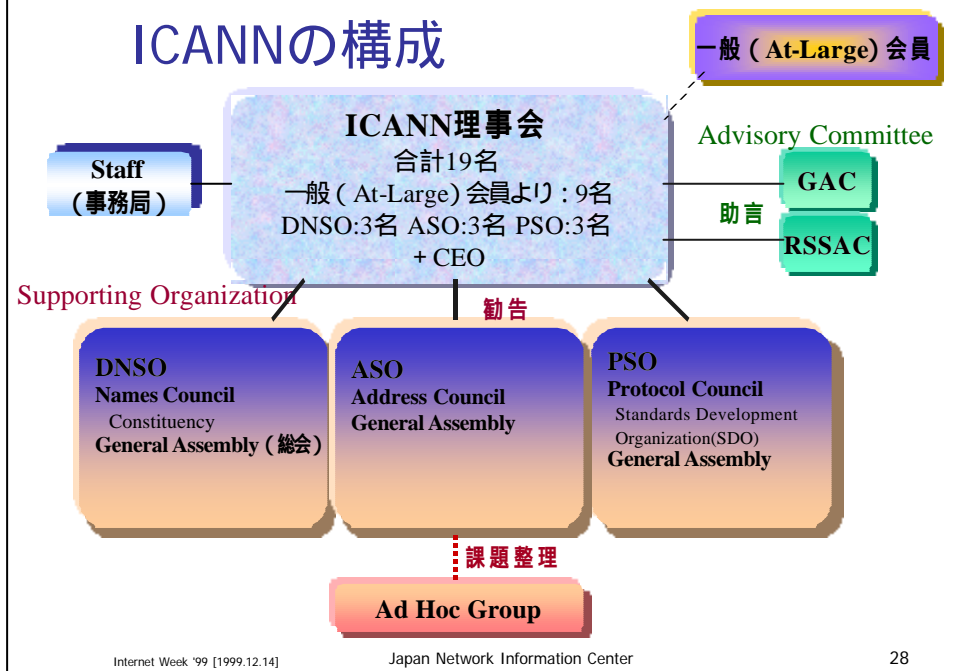 ICANNの構成
一般(At-Large)会員
ICANN理事会
合計19名
一般(At-Large)会員より:9名
DNSO:3名 ASO:3名 PSO:3名
+ CEO
Staff
(事務局)
Advisory Committee
GAC
助言
RSSAC
Supporting Organization
勧告
DNSO
Names Council
Constituency
General Assembly(総会)
ASO
Address Council
General Assembly
PSO
Protocol Council
Standards Development
Organization(SDO)
General Assembly
課題整理
Ad Hoc Group
Internet Week '99 [1999.12.14]
Japan Network Information Center
28